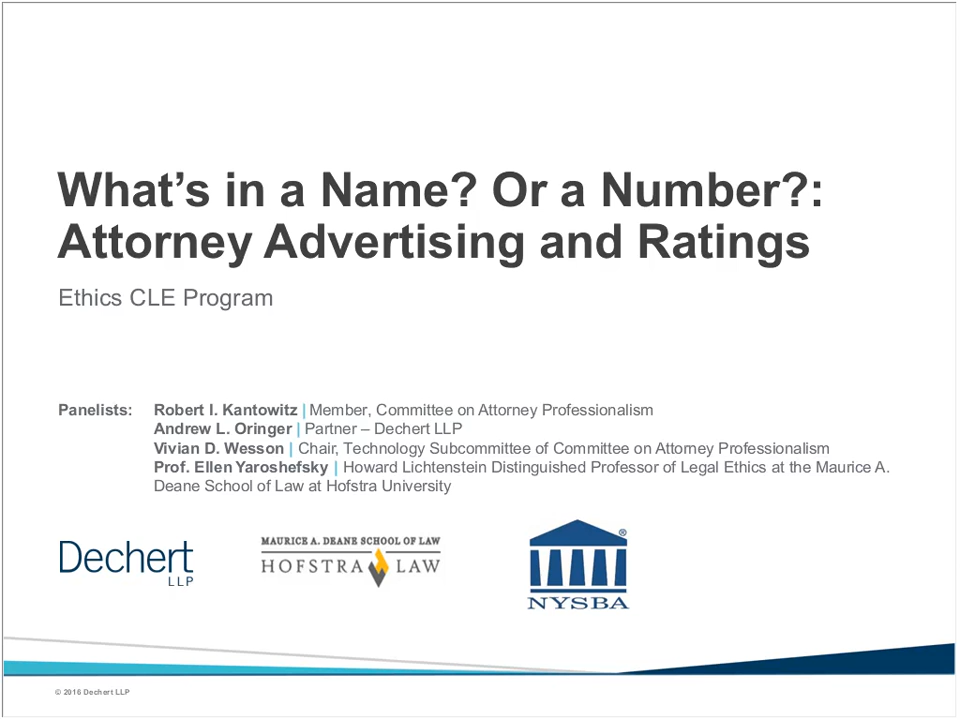 What’s in a Name? Or a Number?:
Attorney Advertising and Ratings
Ethics CLE Program
Panelists: Robert I. Kantowitz | Member, Committee on Attorney Professionalism
Andrew L. Oringer | Partner – Dechert LLP
Vivian D. Wesson | Chair, Technology Subcommittee of Committee on Attorney Professionalism
Prof. Ellen Yaroshefsky | Howard Lichtenstein Distinguished Professor of Legal Ethics at the Maurice A.
Deane School of Law at Hofstra University
Dechert
LLP
MAURICE A. DEANE SCHOOL OF LAW
HOFSTRA LAW
®
NYSBA
© 2016 Dechert LLP